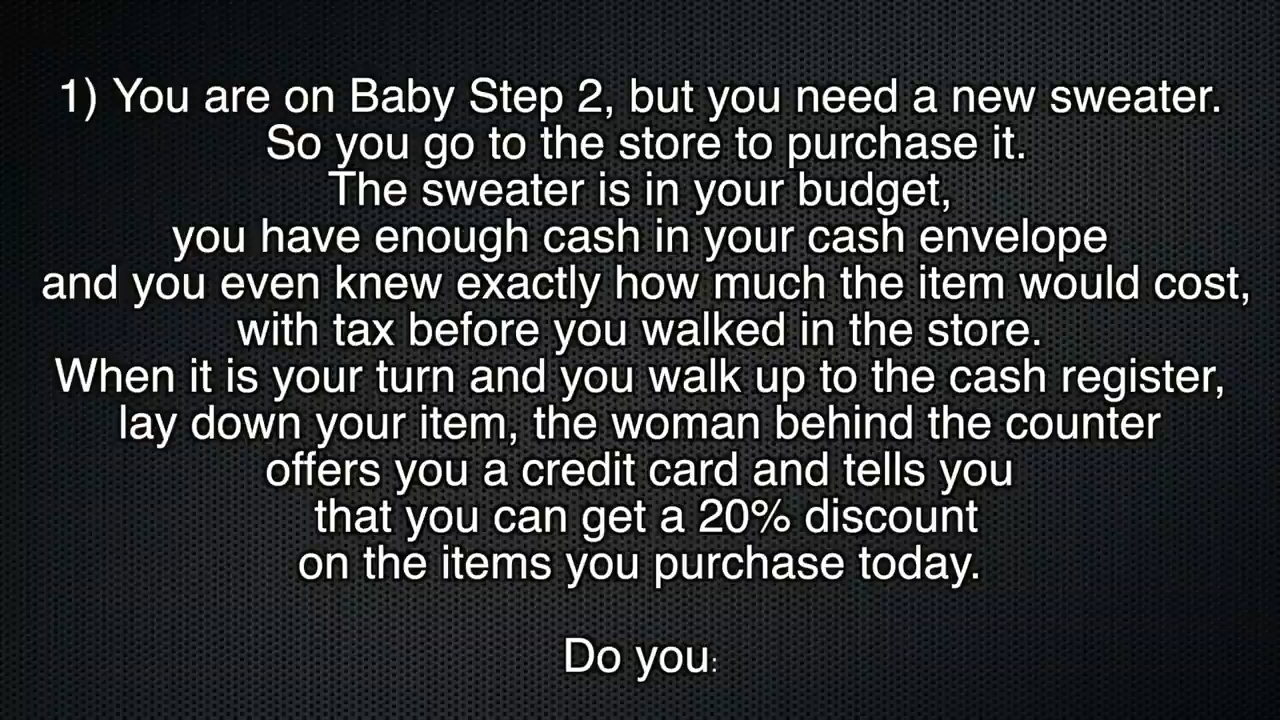 1) You are on Baby Step 2, but you need a new sweater.
So you go to the store to purchase it.
The sweater is in your budget,
you have enough cash in your cash envelope
and you even knew exactly how much the item would cost,
with tax before you walked in the store.
When it is your turn and you walk up to the cash register,
lay down your item, the woman behind the counter
offers you a credit card and tells you
that you can get a 20% discount
on the items you purchase today.
Do you: